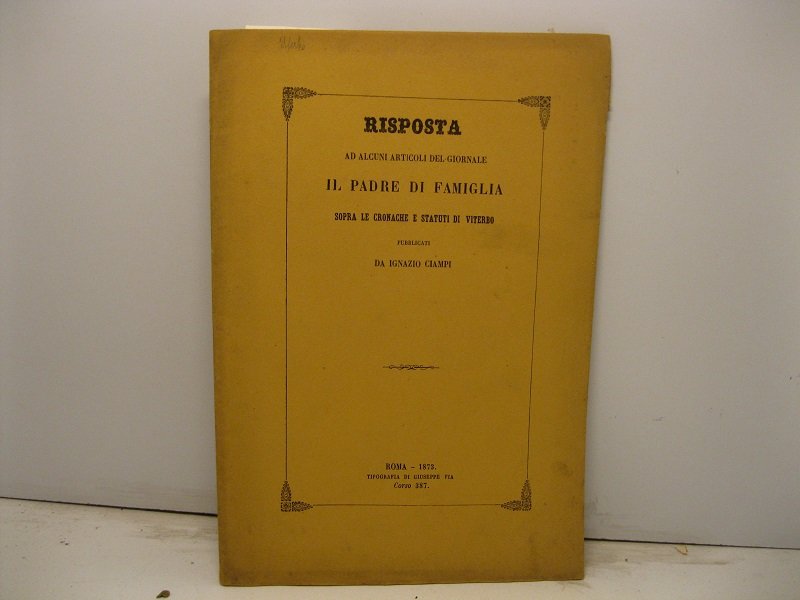 RISPOSTA
AD ALCUNI ARTICOLI DEL GIORNALE
IL PADRE DI FAMIGLIA
SOPRA LE CRONACHE E STATUTI DI VITERBO
PUBBLICATI
DA IGNAZIO CIAMPI
ROMA – 1873.
TIPOGRAFIA DI GIUSEPPE VIA
Corso 387.